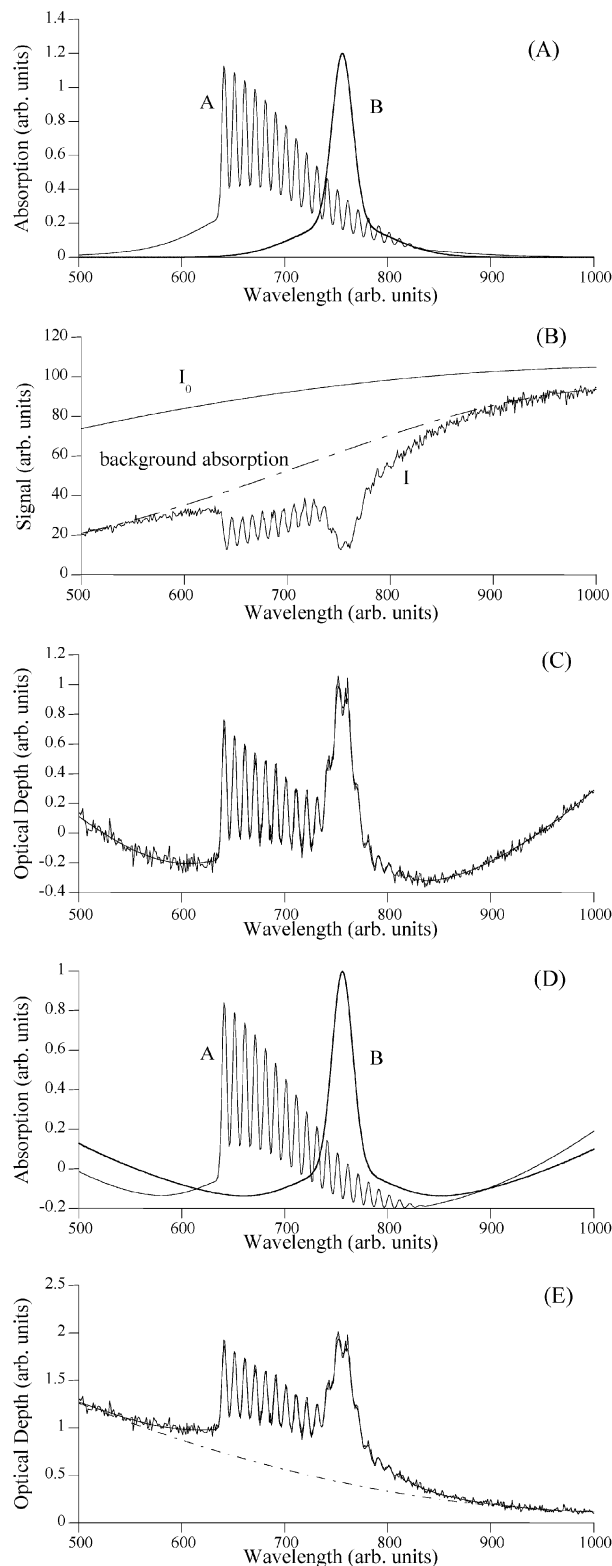 (A)
Absorption (arb. units)
1.4
1.2
1
0.8
0.6
0.4
0.2
0
A
B
500 600 700 800 900 1000
Wavelength (arb. units)
(B)
Signal (arb. units)
120
100
80
60
40
20
0
I0
background absorption
I
500 600 700 800 900 1000
Wavelength (arb. units)
(C)
Optical Depth (arb. units)
1.2
1
0.8
0.6
0.4
0.2
0
-0.2
-0.4
500 600 700 800 900 1000
Wavelength (arb. units)
(D)
Absorption (arb. units)
1
0.8
0.6
0.4
0.2
0
-0.2
A
B
500 600 700 800 900 1000
Wavelength (arb. units)
(E)
Optical Depth (arb. units)
2.5
2
1.5
1
0.5
0
500 600 700 800 900 1000
Wavelength (arb. units)